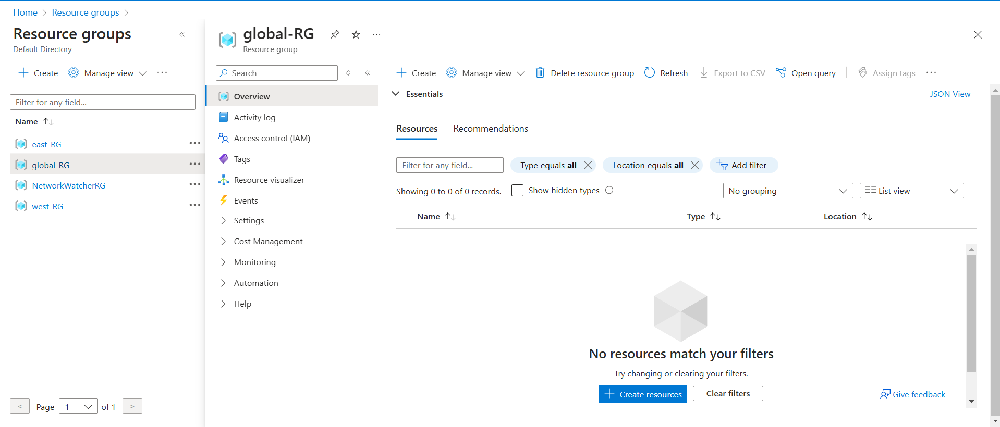 Home > Resource groups >
Resource groups «
Default Directory
+ Create Manage view ...
Filter for any field...
Name ↑↓
east-RG ...
global-RG ...
NetworkWatcherRG ...
west-RG ...
< Page 1 of 1 >
global-RG ...
Resource group
Search «
Overview
Activity log
Access control (IAM)
Tags
Resource visualizer
Events
Settings
Cost Management
Monitoring
Automation
Help
+ Create Manage view Delete resource group Refresh Export to CSV Open query Assign tags ...
Essentials JSON View
Resources Recommendations
Filter for any field... Type equals all × Location equals all × Add filter
Showing 0 to 0 of 0 records. Show hidden types No grouping List view
Name ↑↓ Type ↑↓ Location ↑↓
No resources match your filters
Try changing or clearing your filters.
+ Create resources Clear filters Give feedback